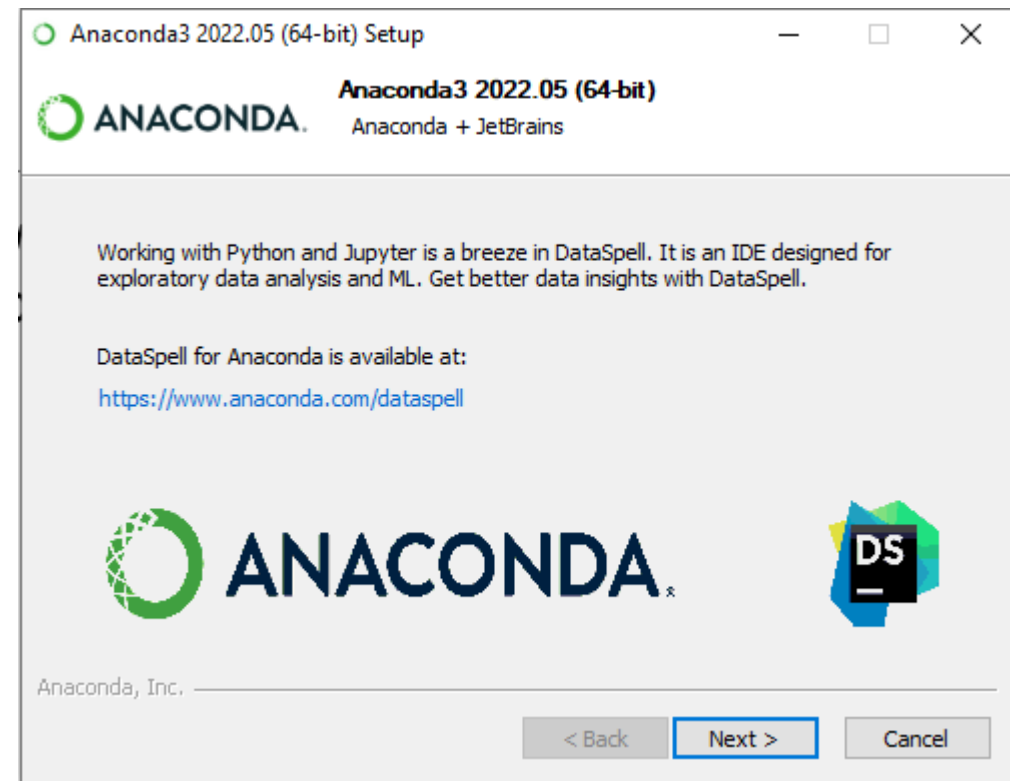 Anaconda3 2022.05 (64-bit) Setup
Anaconda3 2022.05 (64-bit)
ANACONDA.
Anaconda + JetBrains
Working with Python and Jupyter is a breeze in DataSpell. It is an IDE designed for
exploratory data analysis and ML. Get better data insights with DataSpell.
DataSpell for Anaconda is available at:
https://www.anaconda.com/dataspell
ANACONDA.®
DS
Anaconda, Inc.
< Back
Next >
Cancel